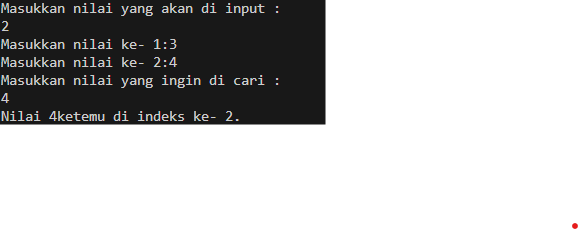 Masukkan nilai yang akan di input :
2
Masukkan nilai ke- 1:3
Masukkan nilai ke- 2:4
Masukkan nilai yang ingin di cari :
4
Nilai 4ketemu di indeks ke- 2.